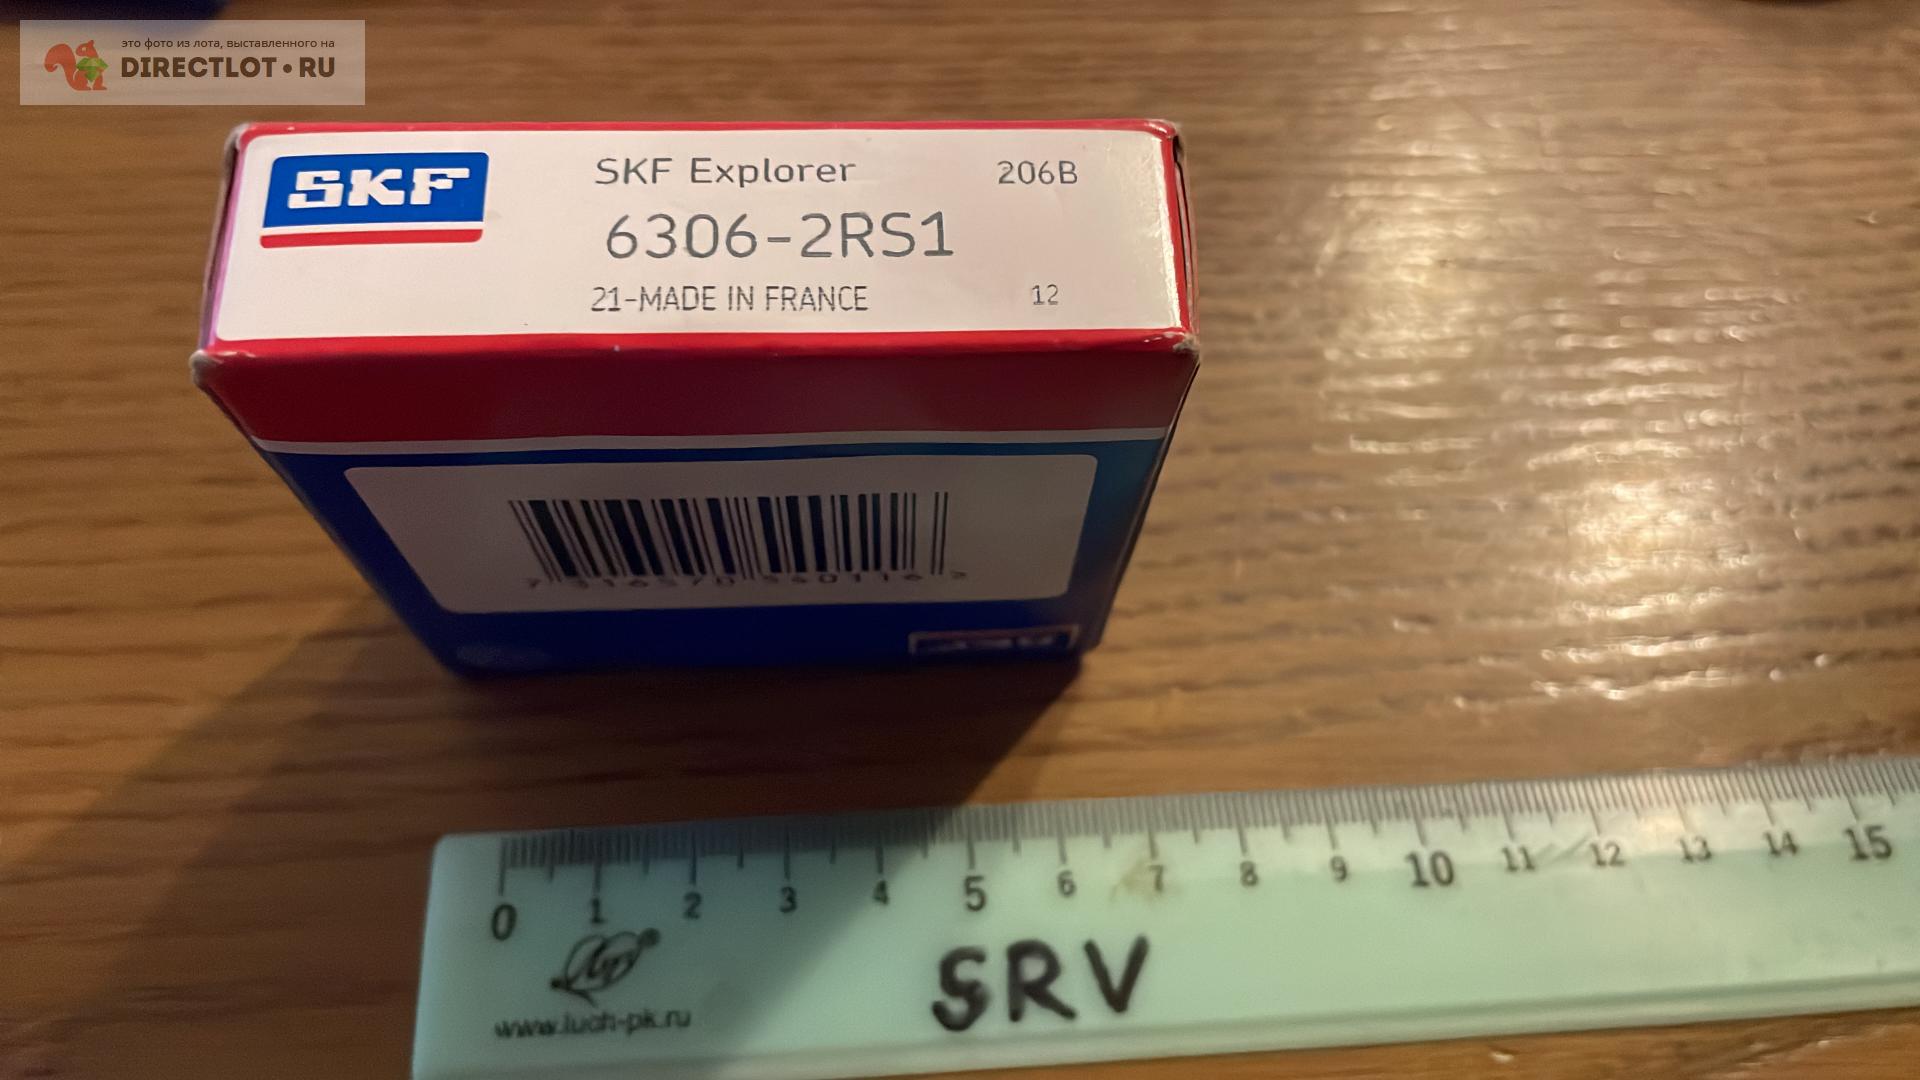 это фото из лота, выставленного на
DIRECTLOT•RU
SKF
SKF Explorer 206B
6306-2RS1
21-MADE IN FRANCE 12
0 1 2 3 4 5 6 7 8 9 10 11 12 13 14 15
www.luch-pk.ru
SRV